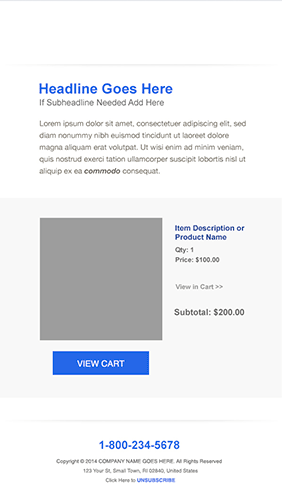 Headline Goes Here
If Subheadline Needed Add Here
Lorem ipsum dolor sit amet, consectetuer adipiscing elit, sed
diam nonummy nibh euismod tincidunt ut laoreet dolore
magna aliquam erat volutpat. Ut wisi enim ad minim veniam,
quis nostrud exerci tation ullamcorper suscipit lobortis nisl ut
aliquip ex ea commodo consequat.
Item Description or
Product Name
Qty: 1
Price: $100.00
View in Cart >>
Subtotal: $200.00
VIEW CART
1-800-234-5678
Copyright © 2014 COMPANY NAME GOES HERE. All Rights Reserved
123 Your St, Small Town, RI 02840, United States
Click Here to UNSUBSCRIBE